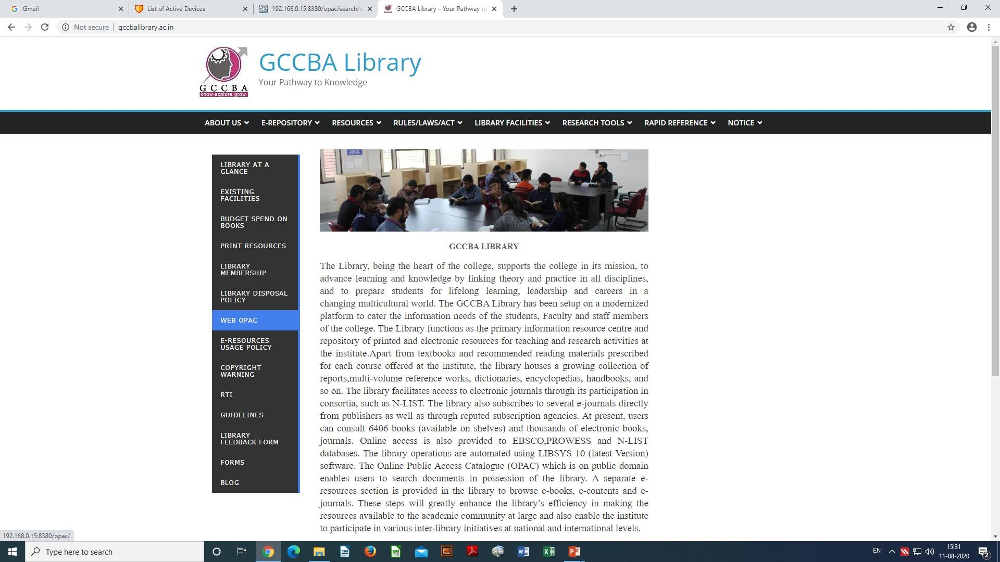 Gmail
List of Active Devices
192.168.0.15:8380/opac/search/s
GCCBA Library – Your Pathway to
Not secure
gccbalibrary.ac.in
GCCBA
know explore grow
GCCBA Library
Your Pathway to Knowledge
ABOUT US
E-REPOSITORY
RESOURCES
RULES/LAWS/ACT
LIBRARY FACILITIES
RESEARCH TOOLS
RAPID REFERENCE
NOTICE
LIBRARY AT A
GLANCE
EXISTING
FACILITIES
BUDGET SPEND ON
BOOKS
PRINT RESOURCES
LIBRARY
MEMBERSHIP
LIBRARY DISPOSAL
POLICY
WEB OPAC
E-RESOURCES
USAGE POLICY
COPYRIGHT
WARNING
RTI
GUIDELINES
LIBRARY
FEEDBACK FORM
FORMS
BLOG
GCCBA LIBRARY
The Library, being the heart of the college, supports the college in its mission, to
advance learning and knowledge by linking theory and practice in all disciplines,
and to prepare students for lifelong learning, leadership and careers in a
changing multicultural world. The GCCBA Library has been setup on a modernized
platform to cater the information needs of the students, Faculty and staff members
of the college. The Library functions as the primary information resource centre and
repository of printed and electronic resources for teaching and research activities at
the institute.Apart from textbooks and recommended reading materials prescribed
for each course offered at the institute, the library houses a growing collection of
reports,multi-volume reference works, dictionaries, encyclopedias, handbooks, and
so on. The library facilitates access to electronic journals through its participation in
consortia, such as N-LIST. The library also subscribes to several e-journals directly
from publishers as well as through reputed subscription agencies. At present, users
can consult 6406 books (available on shelves) and thousands of electronic books,
journals. Online access is also provided to EBSCO,PROWESS and N-LIST
databases. The library operations are automated using LIBSYS 10 (latest Version)
software. The Online Public Access Catalogue (OPAC) which is on public domain
enables users to search documents in possession of the library. A separate e-
resources section is provided in the library to browse e-books, e-contents and e-
journals. These steps will greatly enhance the library’s efficiency in making the
resources available to the academic community at large and also enable the institute
to participate in various inter-library initiatives at national and international levels.
192.168.0.15:8380/opac/
Type here to search
EN
15:31
11-08-2020
2